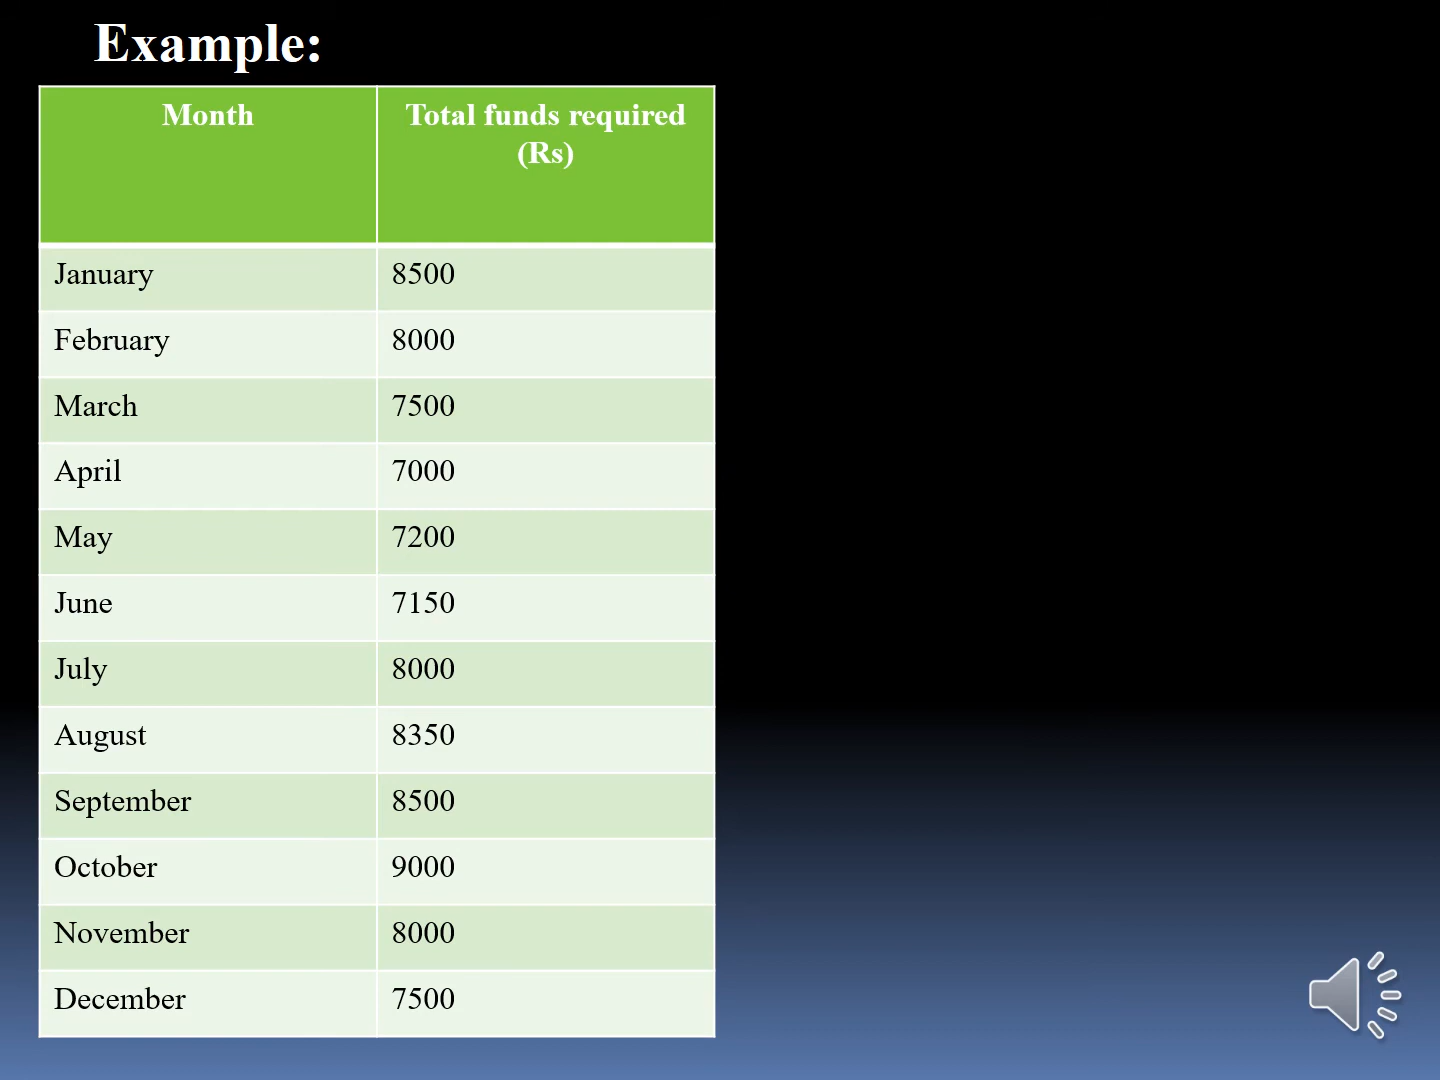 Example:
Month Total funds required
(Rs)
January 8500
February 8000
March 7500
April 7000
May 7200
June 7150
July 8000
August 8350
September 8500
October 9000
November 8000
December 7500